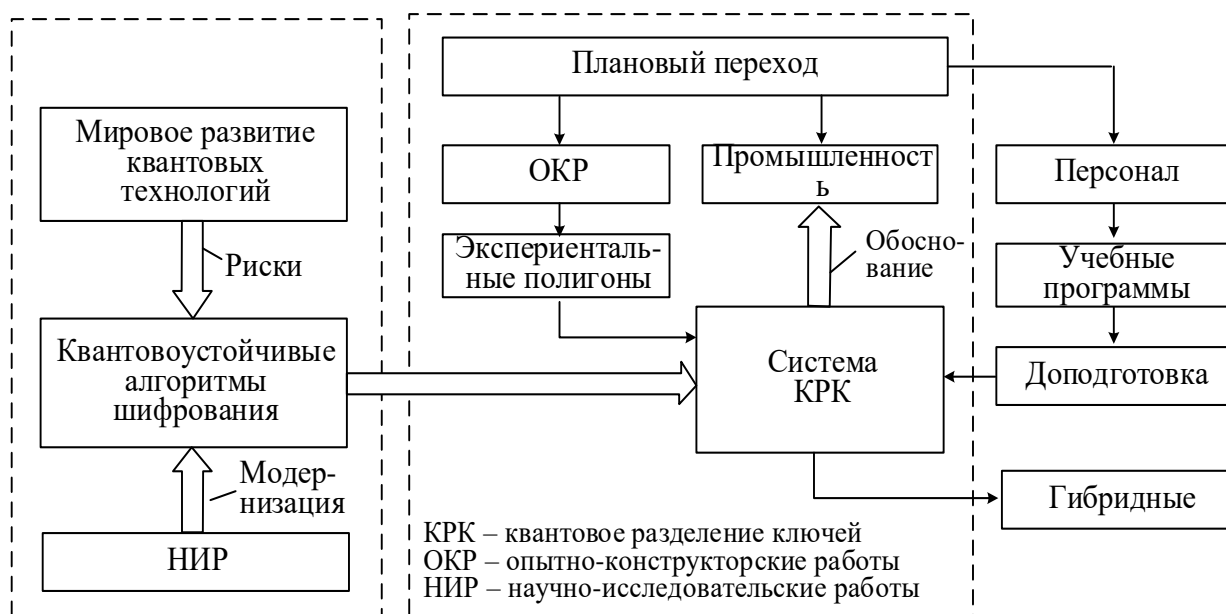 Мировое развитие
квантовых
технологий
Риски
Квантовоустойчивые
алгоритмы
шифрования
Модер-
низация
НИР
Плановый переход
ОКР
Промышленност
ь
Эксприенталь-
ные полигоны
Обосно-
вание
Система
КРК
Персонал
Учебные
программы
Доподготовка
Гибридные
КРК – квантовое разделение ключей
ОКР – опытно-конструкторские работы
НИР – научно-исследовательские работы